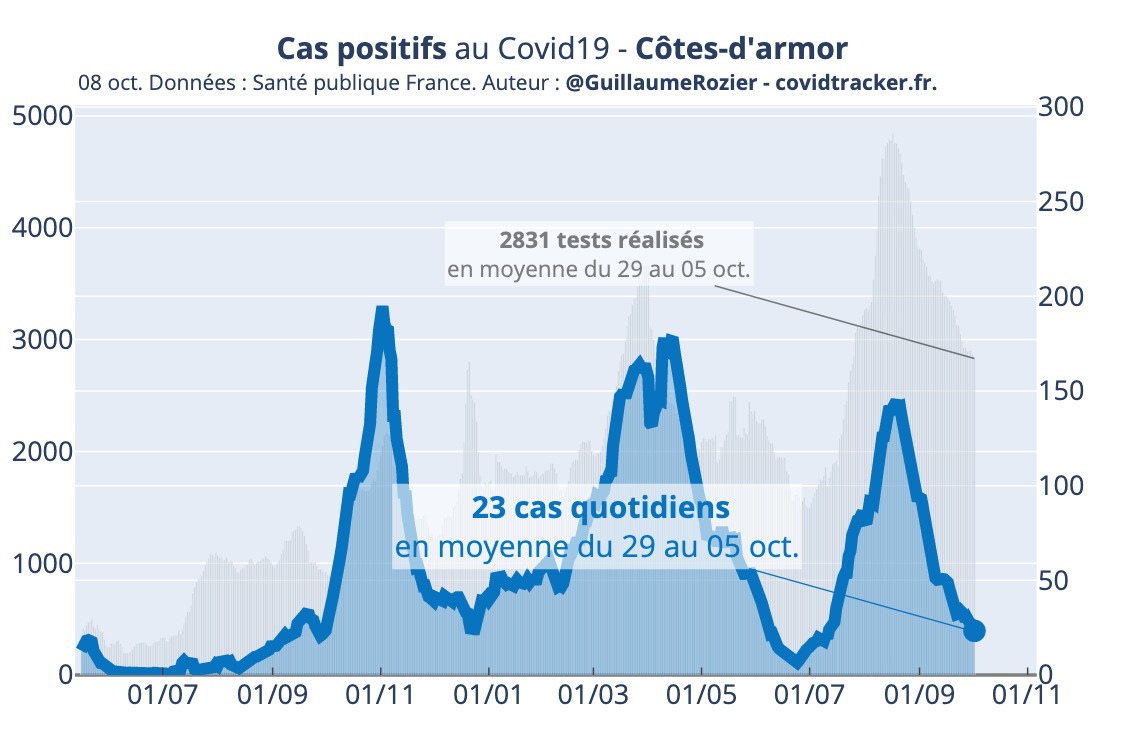 Cas positifs au Covid19 - Côtes-d'armor
08 oct. Données : Santé publique France. Auteur : @GuillaumeRozier - covidtracker.fr.
5000
4000
3000
2000
1000
0
300
250
200
150
100
50
0
2831 tests réalisés
en moyenne du 29 au 05 oct.
23 cas quotidiens
en moyenne du 29 au 05 oct.
01/07 01/09 01/11 01/01 01/03 01/05 01/07 01/09 01/11